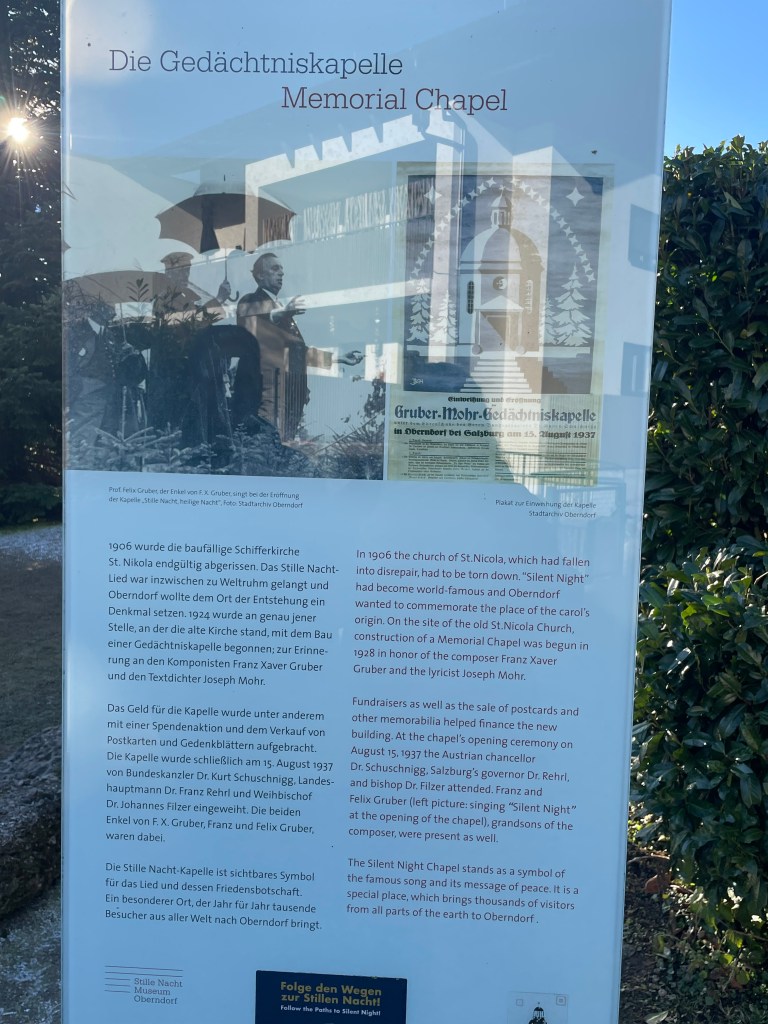 Die Gedächtniskapelle
Memorial Chapel
Einweihung und Eröffnung
Gruber-Mohr-Gedächtniskapelle
in Oberndorf bei Salzburg am 15. August 1937
Prof. Felix Gruber, der Enkel von F. X. Gruber, singt bei der Eröffnung
der Kapelle „Stille Nacht, heilige Nacht". Foto: Stadtarchiv Oberndorf
Plakat zur Einweihung der Kapelle
Stadtarchiv Oberndorf
1906 wurde die baufällige Schifferkirche
St. Nikola endgültig abgerissen. Das Stille Nacht-
Lied war inzwischen zu Weltruhm gelangt und
Oberndorf wollte dem Ort der Entstehung ein
Denkmal setzen. 1924 wurde an genau jener
Stelle, an der die alte Kirche stand, mit dem Bau
einer Gedächtniskapelle begonnen; zur Erinne-
rung an den Komponisten Franz Xaver Gruber
und den Textdichter Joseph Mohr.
Das Geld für die Kapelle wurde unter anderem
mit einer Spendenaktion und dem Verkauf von
Postkarten und Gedenkblättern aufgebracht.
Die Kapelle wurde schließlich am 15. August 1937
von Bundeskanzler Dr. Kurt Schuschnigg, Landes-
hauptmann Dr. Franz Rehrl und Weihbischof
Dr. Johannes Filzer eingeweiht. Die beiden
Enkel von F. X. Gruber, Franz und Felix Gruber,
waren dabei.
Die Stille Nacht-Kapelle ist sichtbares Symbol
für das Lied und dessen Friedensbotschaft.
Ein besonderer Ort, der Jahr für Jahr tausende
Besucher aus aller Welt nach Oberndorf bringt.
In 1906 the church of St.Nicola, which had fallen
into disrepair, had to be torn down. "Silent Night"
had become world-famous and Oberndorf
wanted to commemorate the place of the carol's
origin. On the site of the old St.Nicola Church,
construction of a Memorial Chapel was begun in
1928 in honor of the composer Franz Xaver
Gruber and the lyricist Joseph Mohr.
Fundraisers as well as the sale of postcards and
other memorabilia helped finance the new
building. At the chapel's opening ceremony on
August 15, 1937 the Austrian chancellor
Dr. Schuschnigg, Salzburg's governor Dr. Rehrl,
and bishop Dr. Filzer attended. Franz and
Felix Gruber (left picture: singing "Silent Night"
at the opening of the chapel), grandsons of the
composer, were present as well.
The Silent Night Chapel stands as a symbol of
the famous song and its message of peace. It is a
special place, which brings thousands of visitors
from all parts of the earth to Oberndorf .
Stille Nacht
Museum
Oberndorf
Folge den Wegen
zur Stillen Nacht!
Follow the Paths to Silent Night!